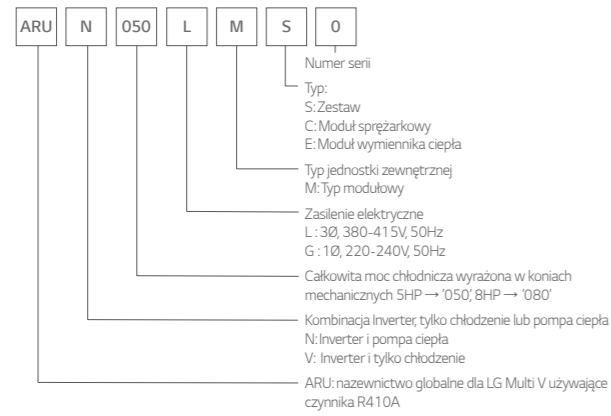 ARU N 050 L M S 0
Numer serii
Typ:
S: Zestaw
C: Moduł sprężarkowy
E: Moduł wymiennika ciepła
Typ jednostki zewnętrznej
M: Typ modułowy
Zasilenie elektryczne
L : 3Ø, 380-415V, 50Hz
G : 1Ø, 220-240V, 50Hz
Całkowita moc chłodnicza wyrażona w koniach
mechanicznych 5HP → '050', 8HP → '080'
Kombinacja Inverter, tylko chłodzenie lub pompa ciepła
N: Inverter i pompa ciepła
V: Inverter i tylko chłodzenie
ARU: nazewnictwo globalne dla LG Multi V używające
czynnika R410A